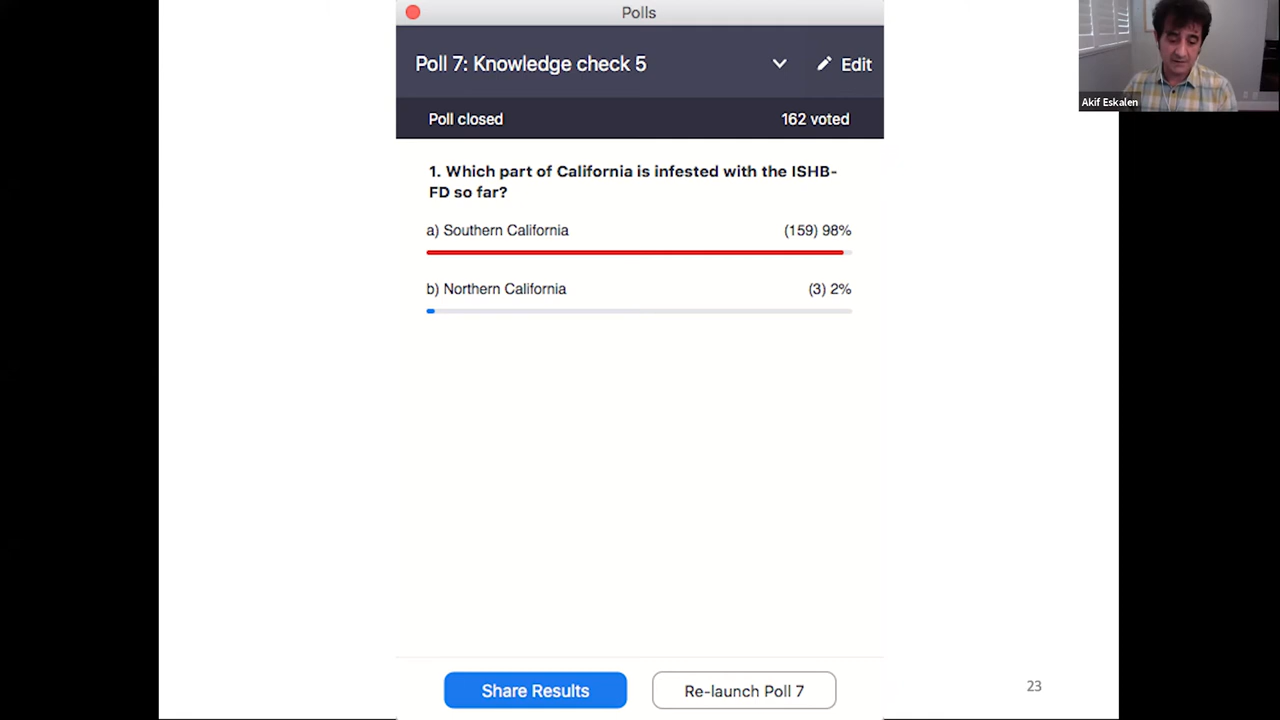 Polls
Poll 7: Knowledge check 5
Edit
Poll closed
162 voted
1. Which part of California is infested with the ISHB-
FD so far?
a) Southern California
(159) 98%
b) Northern California
(3) 2%
Share Results
Re-launch Poll 7
23
Akif Eskalen